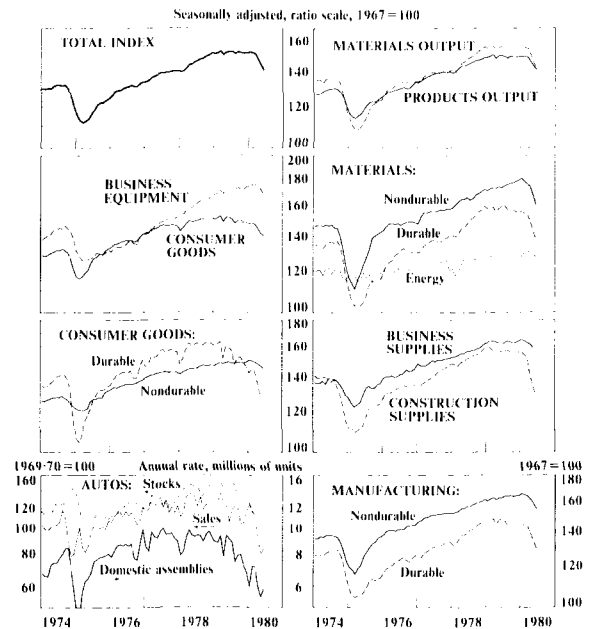 Seasonally adjusted, ratio scale, 1967=100
TOTAL INDEX
160
140
120
100
MATERIALS OUTPUT
PRODUCTS OUTPUT
BUSINESS
EQUIPMENT
CONSUMER
GOODS
200
180
160
140
120
100
MATERIALS:
Nondurable
Durable
Energy
CONSUMER GOODS:
Durable
Nondurable
180
160
140
120
100
BUSINESS
SUPPLIES
CONSTRUCTION
SUPPLIES
1969-70=100
Annual rate, millions of units
1967=100
160
120
100
80
60
AUTOS:
Stocks
Sales
Domestic assemblies
16
12
10
8
6
MANUFACTURING:
Nondurable
Durable
180
160
140
120
100
1974
1976
1978
1980
1974
1976
1978
1980